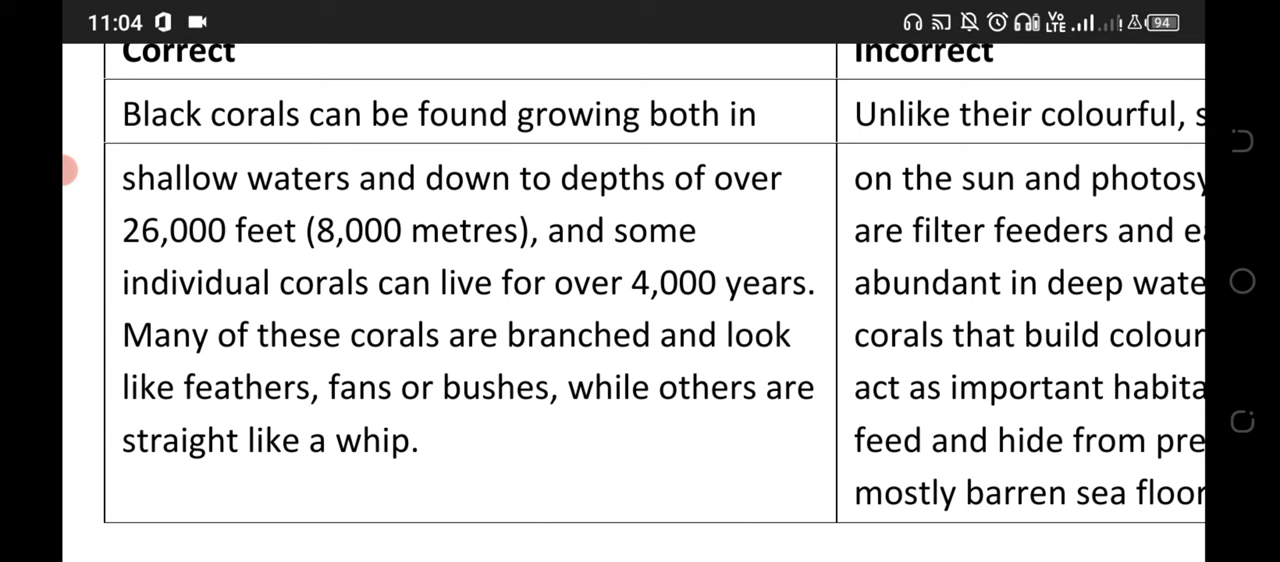 11:04
Vo
LTE
94
Correct
Black corals can be found growing both in
shallow waters and down to depths of over
26,000 feet (8,000 metres), and some
individual corals can live for over 4,000 years.
Many of these corals are branched and look
like feathers, fans or bushes, while others are
straight like a whip.
Incorrect
Unlike their colourful,
on the sun and
are filter feeders and
abundant in deep
corals that build
act as important
feed and hide from
mostly barren sea floor